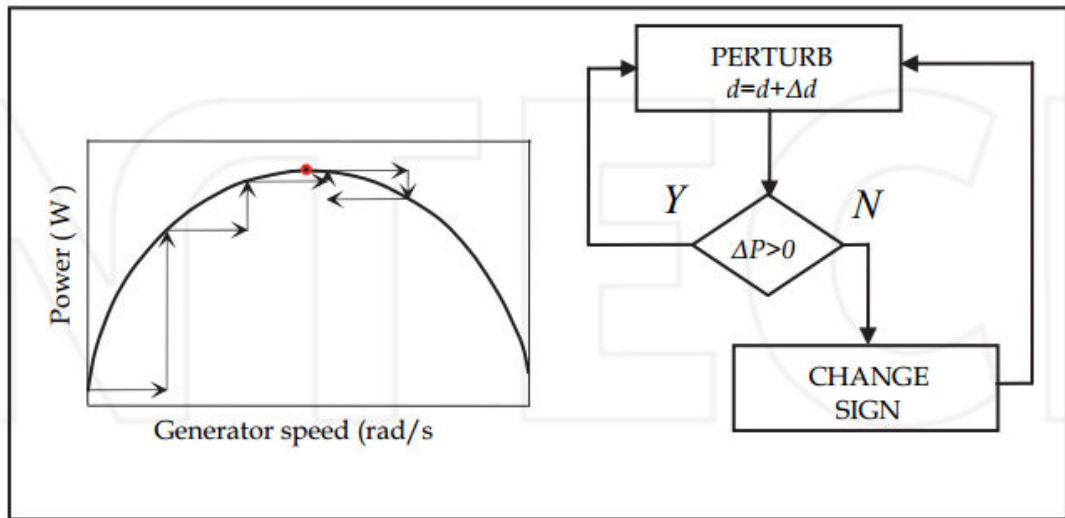 Power ( W )
Generator speed (rad/s
PERTURB
d=d+Δd
Y
N
ΔP>0
CHANGE
SIGN